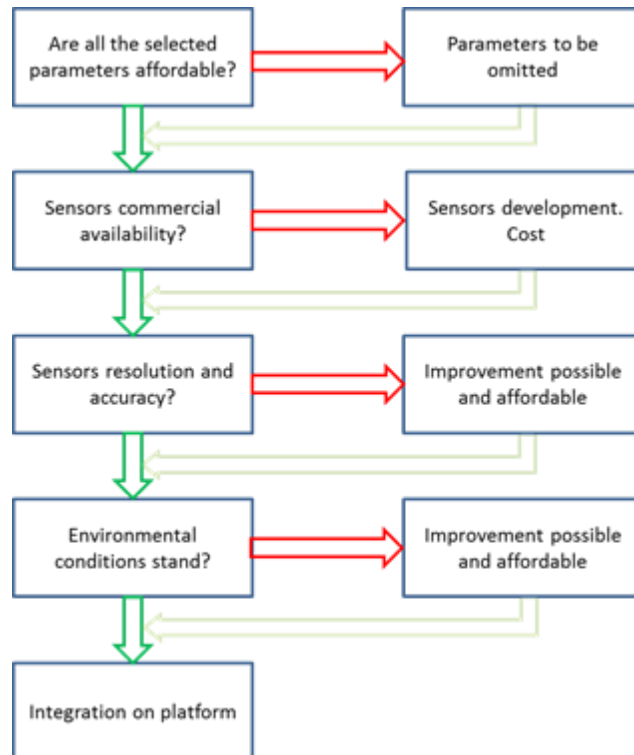 Are all the selected
parameters affordable?
Parameters to be
omitted
Sensors commercial
availability?
Sensors development.
Cost
Sensors resolution and
accuracy?
Improvement possible
and affordable
Environmental
conditions stand?
Improvement possible
and affordable
Integration on platform